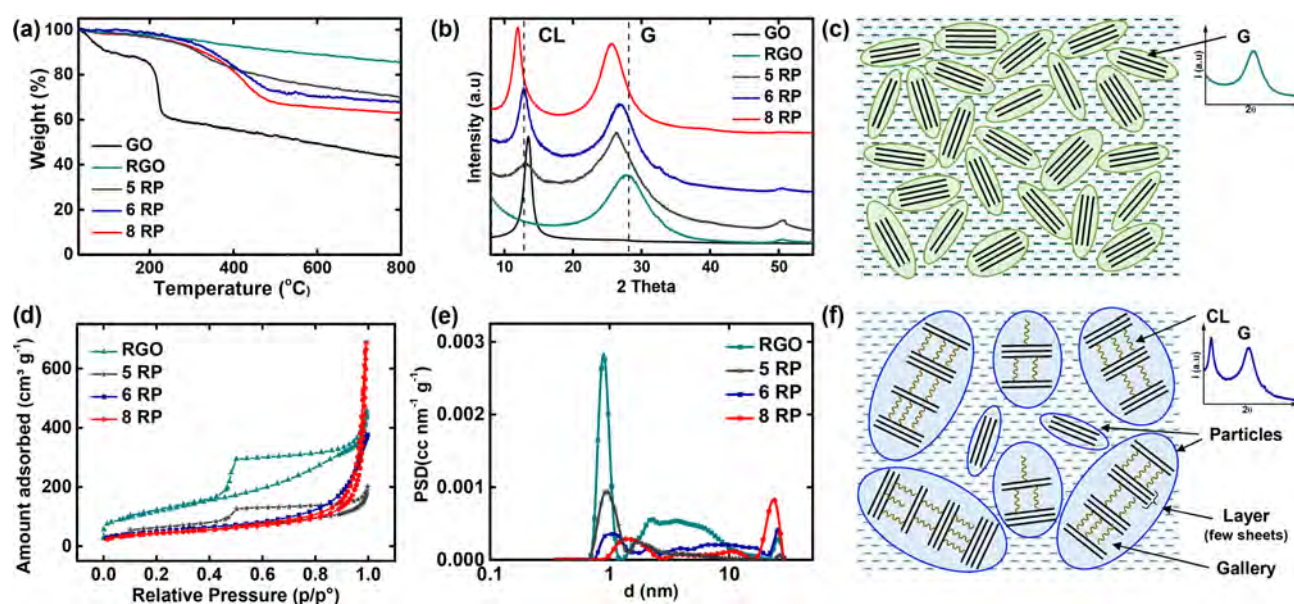 (a)
100
80
60
40
20
0
200
400
600
800
Weight (%)
Temperature (°C)
GO
RGO
5 RP
6 RP
8 RP
(b)
CL
G
GO
RGO
5 RP
6 RP
8 RP
Intensity (a.u)
10
20
30
40
50
2 Theta
(c)
G
I (a.u)
2θ
(d)
RGO
5 RP
6 RP
8 RP
600
400
200
0
Amount adsorbed (cm³ g⁻¹)
0.0
0.2
0.4
0.6
0.8
1.0
Relative Pressure (p/p°)
(e)
0.003
0.002
0.001
0.000
PSD(cc nm⁻¹ g⁻¹)
RGO
5 RP
6 RP
8 RP
0.1
1
10
d (nm)
(f)
CL
G
I (a.u)
2θ
Particles
Layer
(few sheets)
Gallery